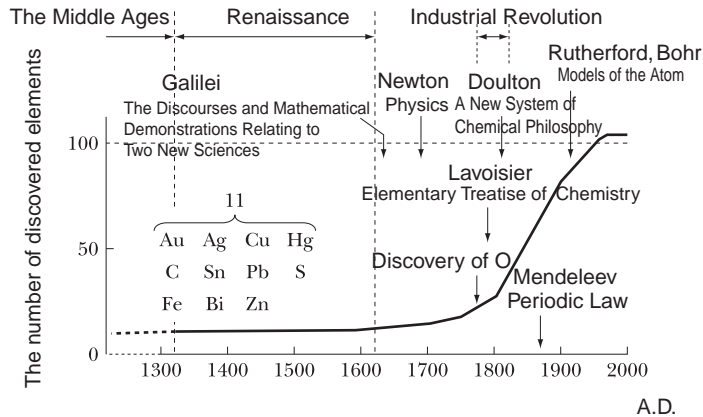 The Middle Ages
Renaissance
Industrial Revolution
Rutherford, Bohr
Models of the Atom
Galilei
The Discourses and Mathematical
Demonstrations Relating to
Two New Sciences
Newton
Physics
Doulton
A New System of
Chemical Philosophy
Lavoisier
Elementary Treatise of Chemistry
Discovery of O
Mendeleev
Periodic Law
11
Au Ag Cu Hg
C Sn Pb S
Fe Bi Zn
The number of discovered elements
100
50
0
1300 1400 1500 1600 1700 1800 1900 2000
A.D.